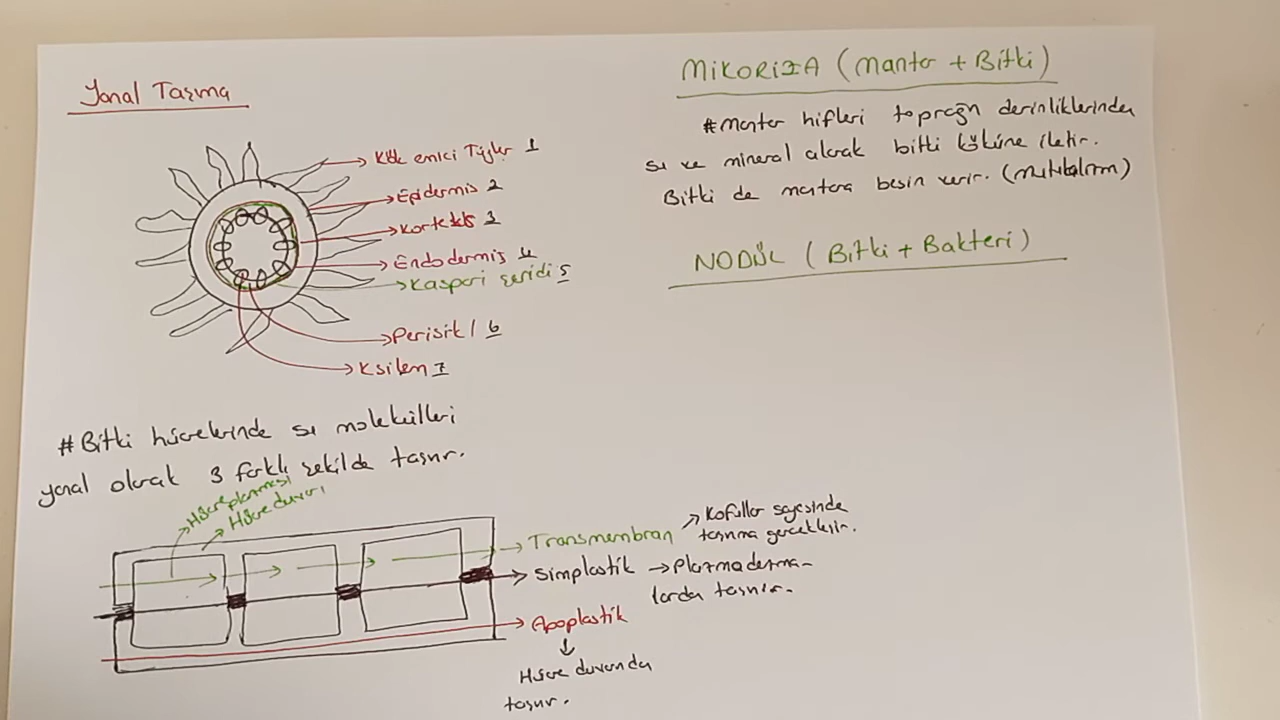 Yanal Taşıma
Kök emici Tüyler 1
Epidermis 2
Korteks 3
Endodermis 4
Kaspari şeridi 5
Perisikl 6
Ksilem 7
#Bitki hücrelerinde su molekülleri
yanal olarak 3 farklı şekilde taşınır.
Hücre plazması
Hücre duvarı
Transmembran
Kofullar sayesinde
taşınma gerçekleşir.
Simplastik
Plazmaderma-
larda taşınır.
Apoplastik
Hücre duvarında
taşınır.
MİKORİZA (Mantar + Bitki)
#Mantar hifleri toprağın derinliklerinden
su ve mineral alarak bitki köküne iletir.
Bitki de mantara besin verir. (Mutualizm)
NODÜL (Bitki + Bakteri)